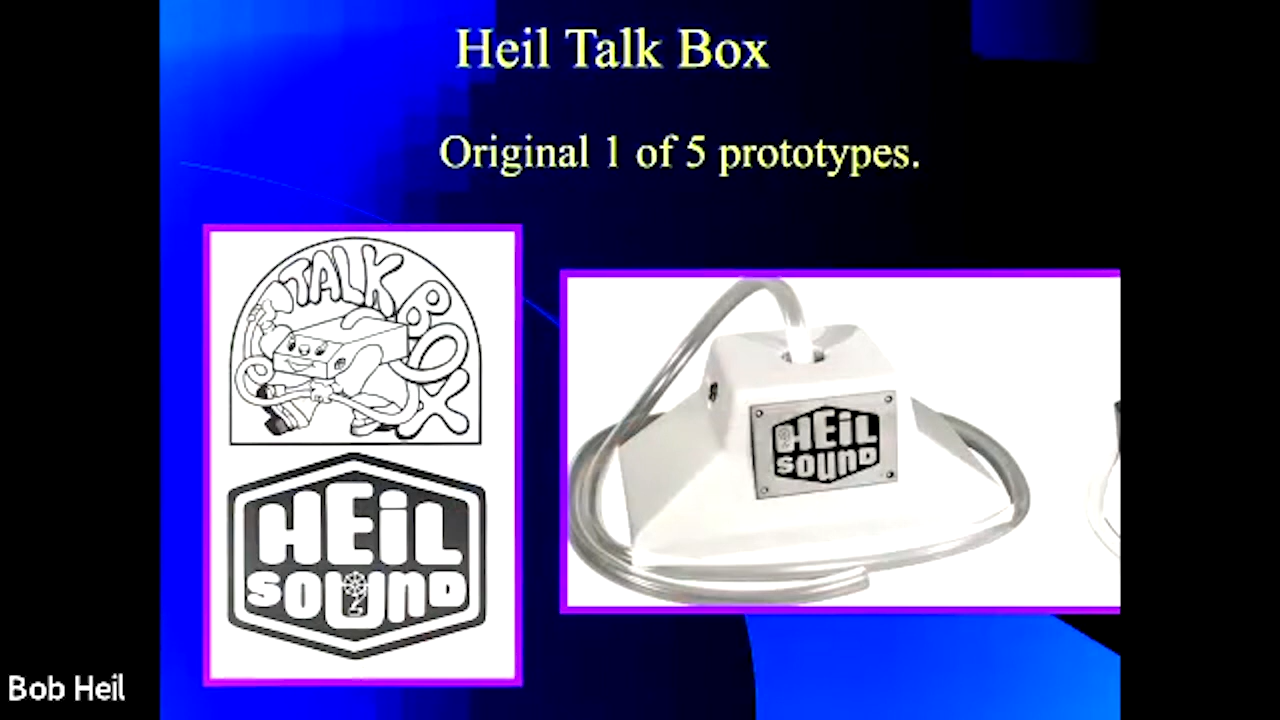 Heil Talk Box
Original 1 of 5 prototypes.
TALK BOX
HEiL
SOUND
HEiL
SOUND
Bob Heil